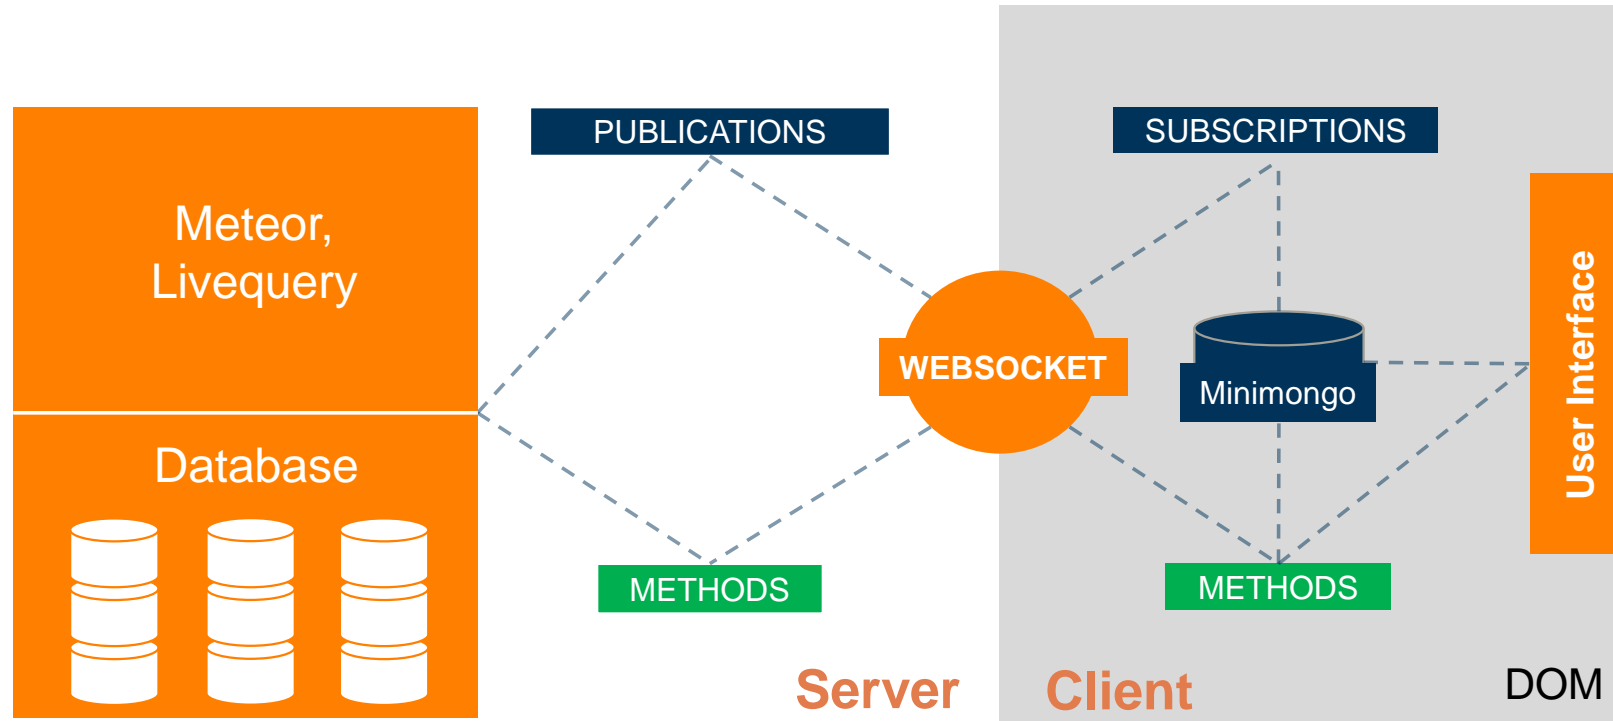 PUBLICATIONS
SUBSCRIPTIONS
Meteor,
Livequery
WEBSOCKET
Minimongo
User Interface
Database
METHODS
METHODS
Server
Client
DOM